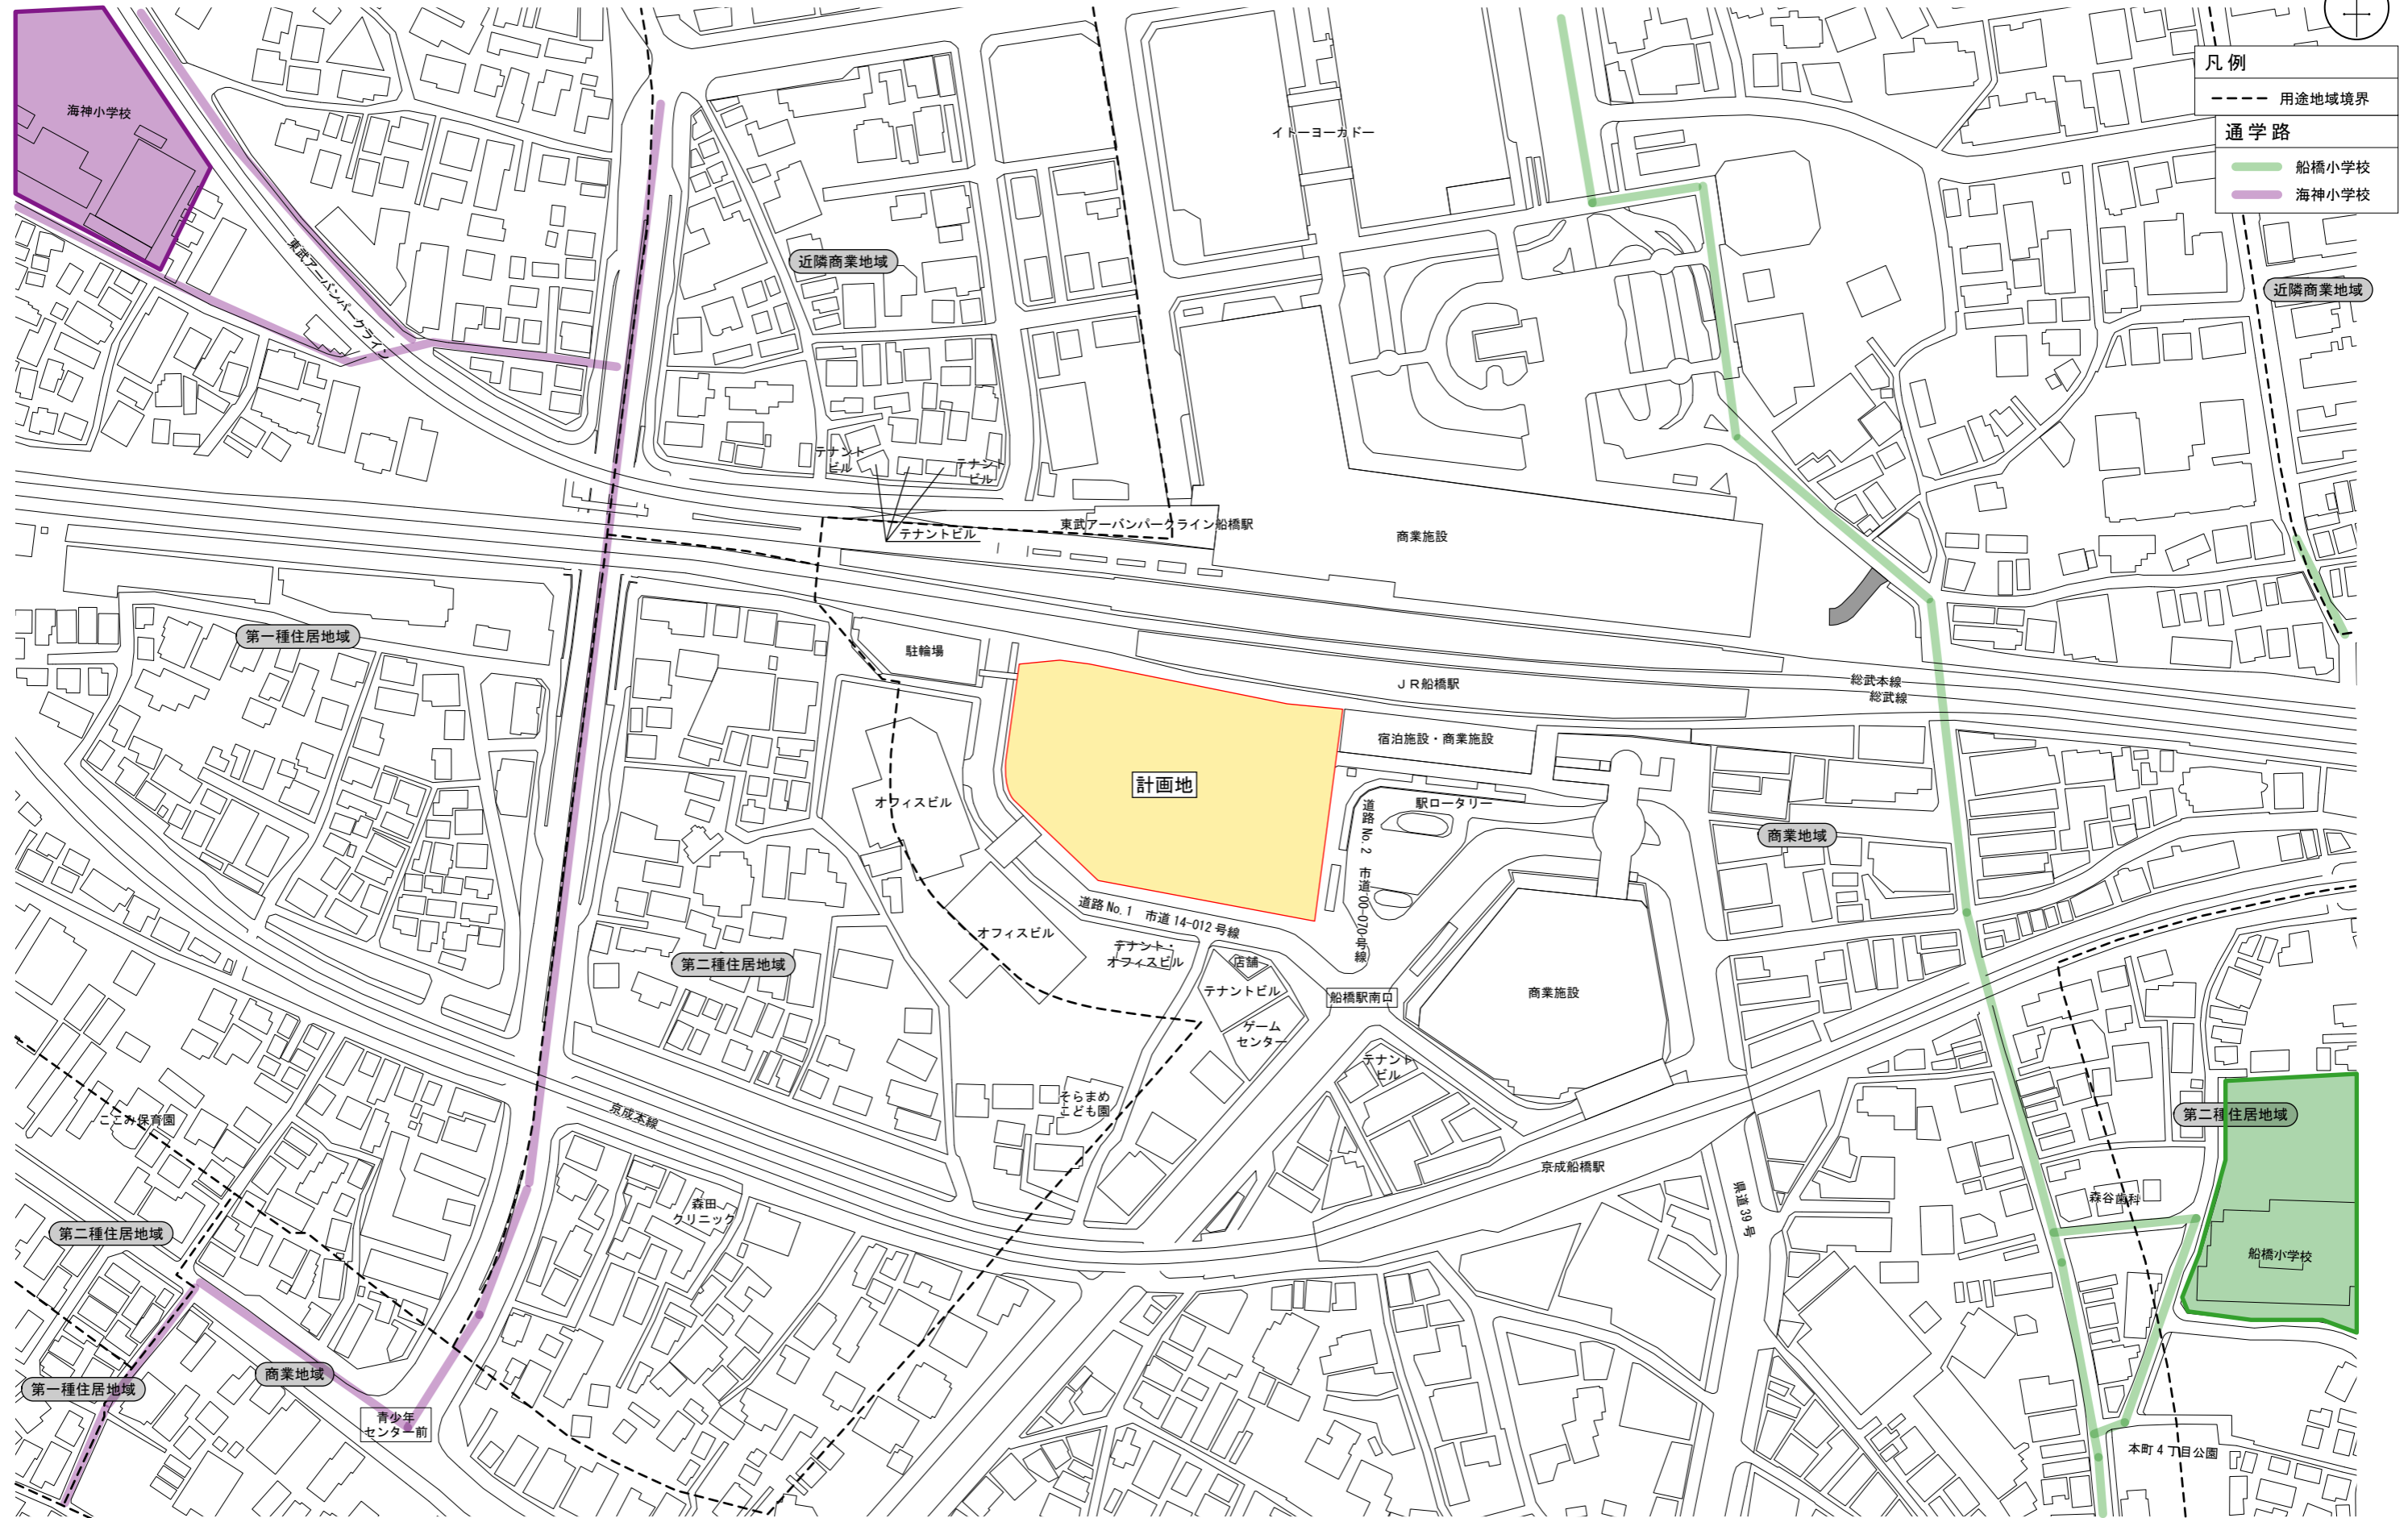 凡例
用途地域境界
通学路
船橋小学校
海神小学校
海神小学校
イトーヨーカドー
東武アーバンパークライン
近隣商業地域
近隣商業地域
テナント
ビル
テナント
ビル
テナントビル
東武アーバンパークライン船橋駅
商業施設
第一種住居地域
駐輪場
JR船橋駅
総武本線
総武線
宿泊施設・商業施設
計画地
オフィスビル
駅ロータリー
道路No.2 市道00-070号線
商業地域
道路No.1 市道14-012号線
オフィスビル
テナント・
オフィスビル
第二種住居地域
店舗
テナントビル
船橋駅南口
商業施設
ゲーム
センター
テナント
ビル
そらまめ
こども園
ここみ保育園
京成本線
第二種住居地域
京成船橋駅
県道39号
森谷歯科
森田
クリニック
第二種住居地域
船橋小学校
商業地域
第一種住居地域
青少年
センター前
本町4丁目公園